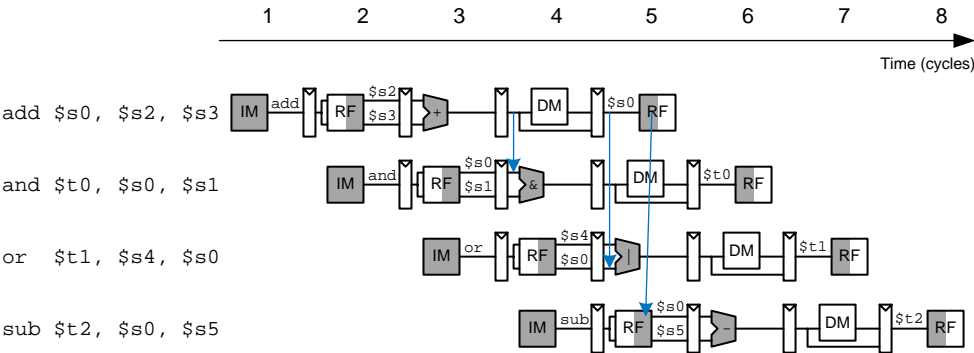 1 2 3 4 5 6 7 8
Time (cycles)
add $s0, $s2, $s3 IM add RF $s2 $s3 + DM $s0 RF
and $t0, $s0, $s1 IM and RF $s0 $s1 & DM $t0 RF
or $t1, $s4, $s0 IM or RF $s4 $s0 | DM $t1 RF
sub $t2, $s0, $s5 IM sub RF $s0 $s5 - DM $t2 RF